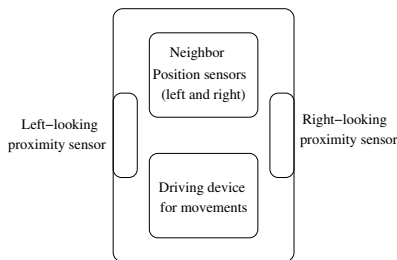 Neighbor
Position sensors
(left and right)
Left−looking
proximity sensor
Right−looking
proximity sensor
Driving device
for movements